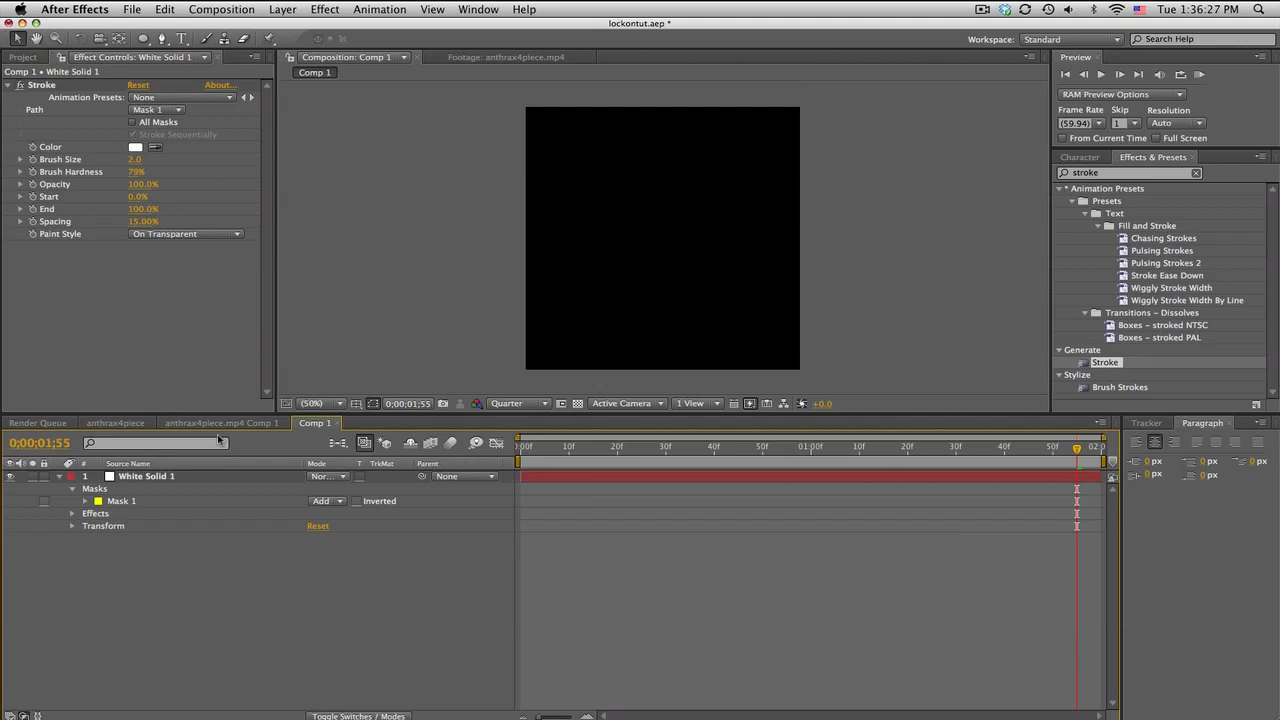 After Effects File Edit Composition Layer Effect Animation View Window Help Tue 1:36:27 PM
lockontut.aep *
Workspace: Standard Search Help
Project Effect Controls: White Solid 1 Composition: Comp 1 Footage: anthrax4piece.mp4 Preview
Comp 1 • White Solid 1 Comp 1
Stroke Reset About...
Animation Presets: None
Path Mask 1
All Masks
Stroke Sequentially
Color
Brush Size 2.0
Brush Hardness 79%
Opacity 100.0%
Start 0.0%
End 100.0%
Spacing 15.00%
Paint Style On Transparent
RAM Preview Options
Frame Rate Skip Resolution
(59.94) 1 Auto
From Current Time Full Screen
Character Effects & Presets
stroke
* Animation Presets
Presets
Text
Fill and Stroke
Chasing Strokes
Pulsing Strokes
Pulsing Strokes 2
Stroke Ease Down
Wiggly Stroke Width
Wiggly Stroke Width By Line
Transitions – Dissolves
Boxes – stroked NTSC
Boxes – stroked PAL
Generate
Stroke
Stylize
Brush Strokes
(50%) 0;00;01;55 Quarter Active Camera 1 View +0.0
Render Queue anthrax4piece anthrax4piece.mp4 Comp 1 Comp 1 Tracker Paragraph
0;00;01;55 :00f 10f 20f 30f 40f 50f 01:00f 10f 20f 30f 40f 50f 02:0
# Source Name Mode T TrkMat Parent
1 White Solid 1 Nor... None
Masks
Mask 1 Add Inverted
Effects
Transform Reset
0 px 0 px 0 px
0 px 0 px
Toggle Switches / Modes